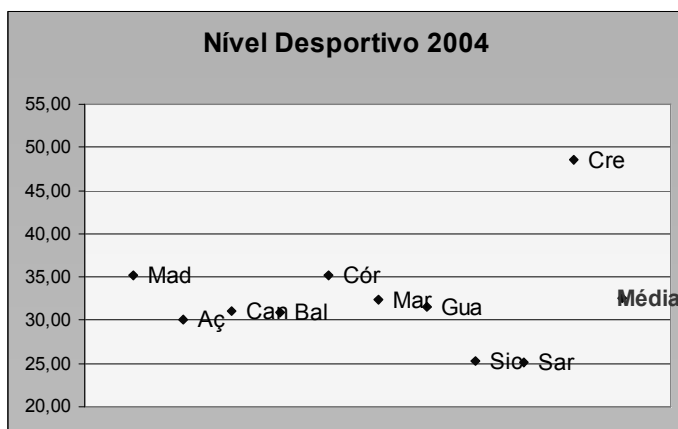 Nível Desportivo 2004
55,00
50,00
45,00
40,00
35,00
30,00
25,00
20,00
Cre
Mad
Cór
Aç
Can
Bal
Mar
Gua
Média
Sic
Sar